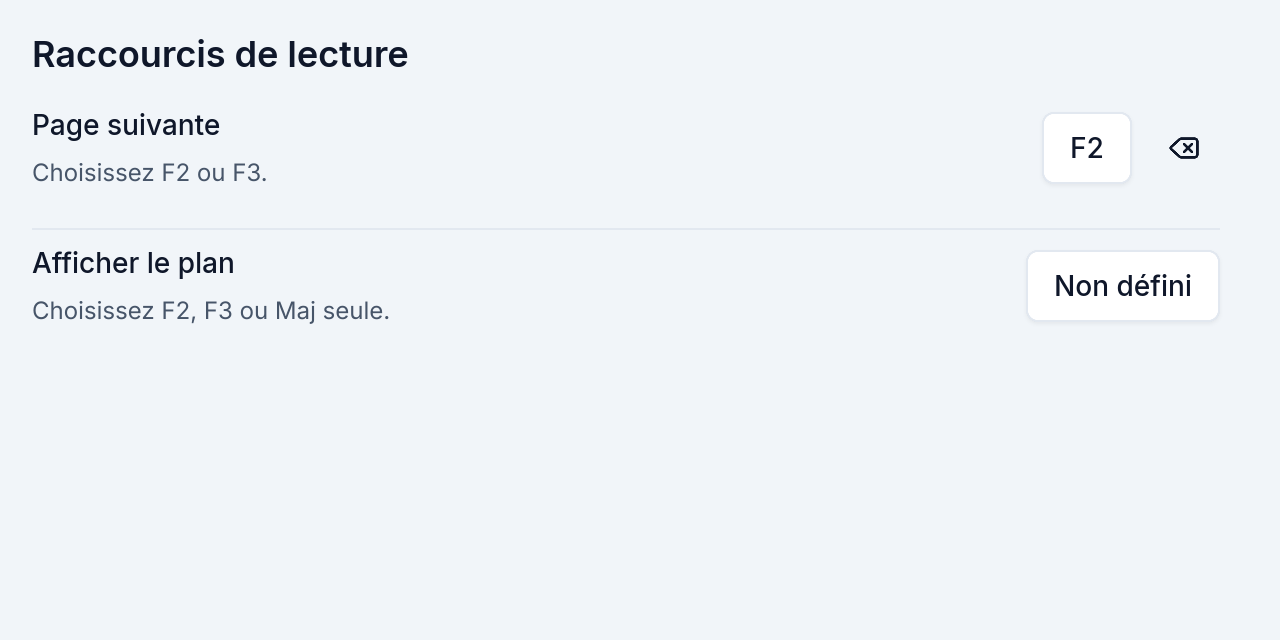 Raccourcis de lecture
Page suivante
Choisissez F2 ou F3.
F2
Afficher le plan
Choisissez F2, F3 ou Maj seule.
Non défini